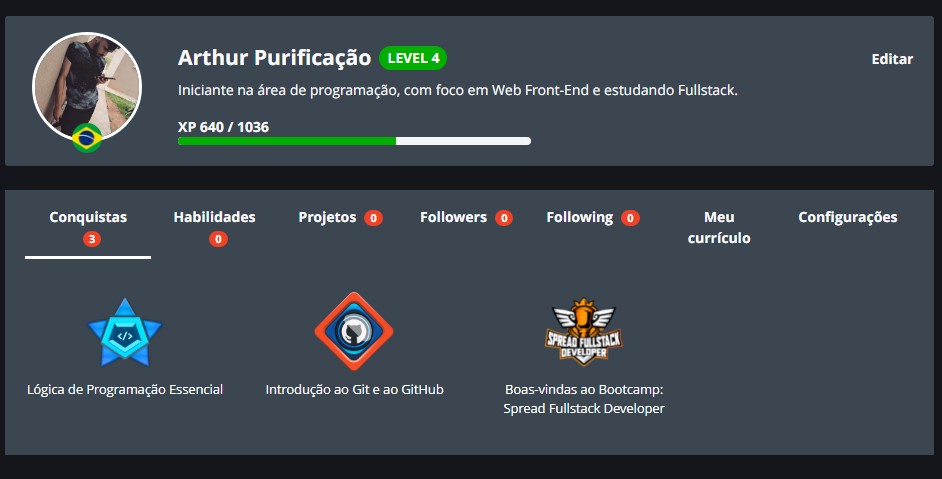 Arthur Purificação LEVEL 4
Editar
Iniciante na área de programação, com foco em Web Front-End e estudando Fullstack.
XP 640 / 1036
Conquistas
3
Habilidades
0
Projetos 0
Followers 0
Following 0
Meu
currículo
Configurações
</>
SPREAD FULLSTACK
DEVELOPER
Lógica de Programação Essencial
Introdução ao Git e ao GitHub
Boas-vindas ao Bootcamp:
Spread Fullstack Developer